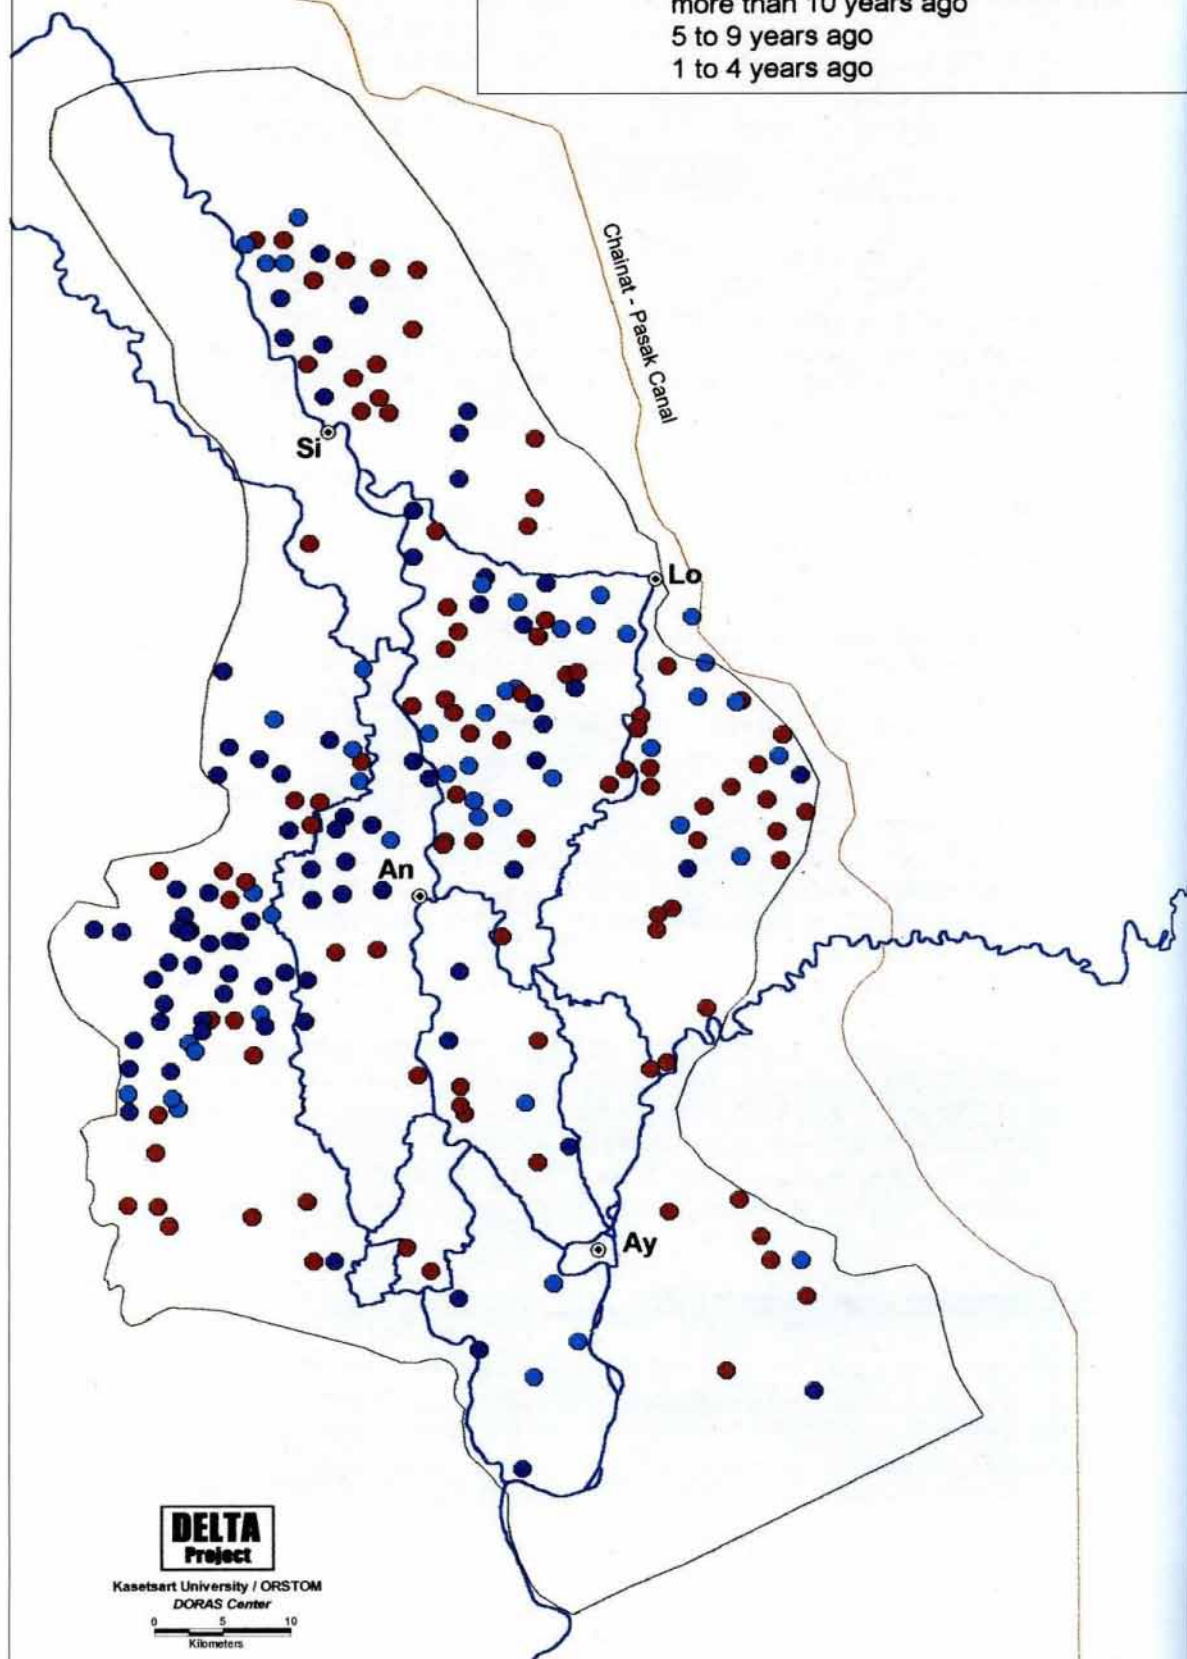 more than 10 years ago
5 to 9 years ago
1 to 4 years ago
Chainat - Pasak Canal
Si
Lo
An
Ay
DELTA
Project
Kasetsart University / ORSTOM
DORAS Center
0 5 10
Kilometers